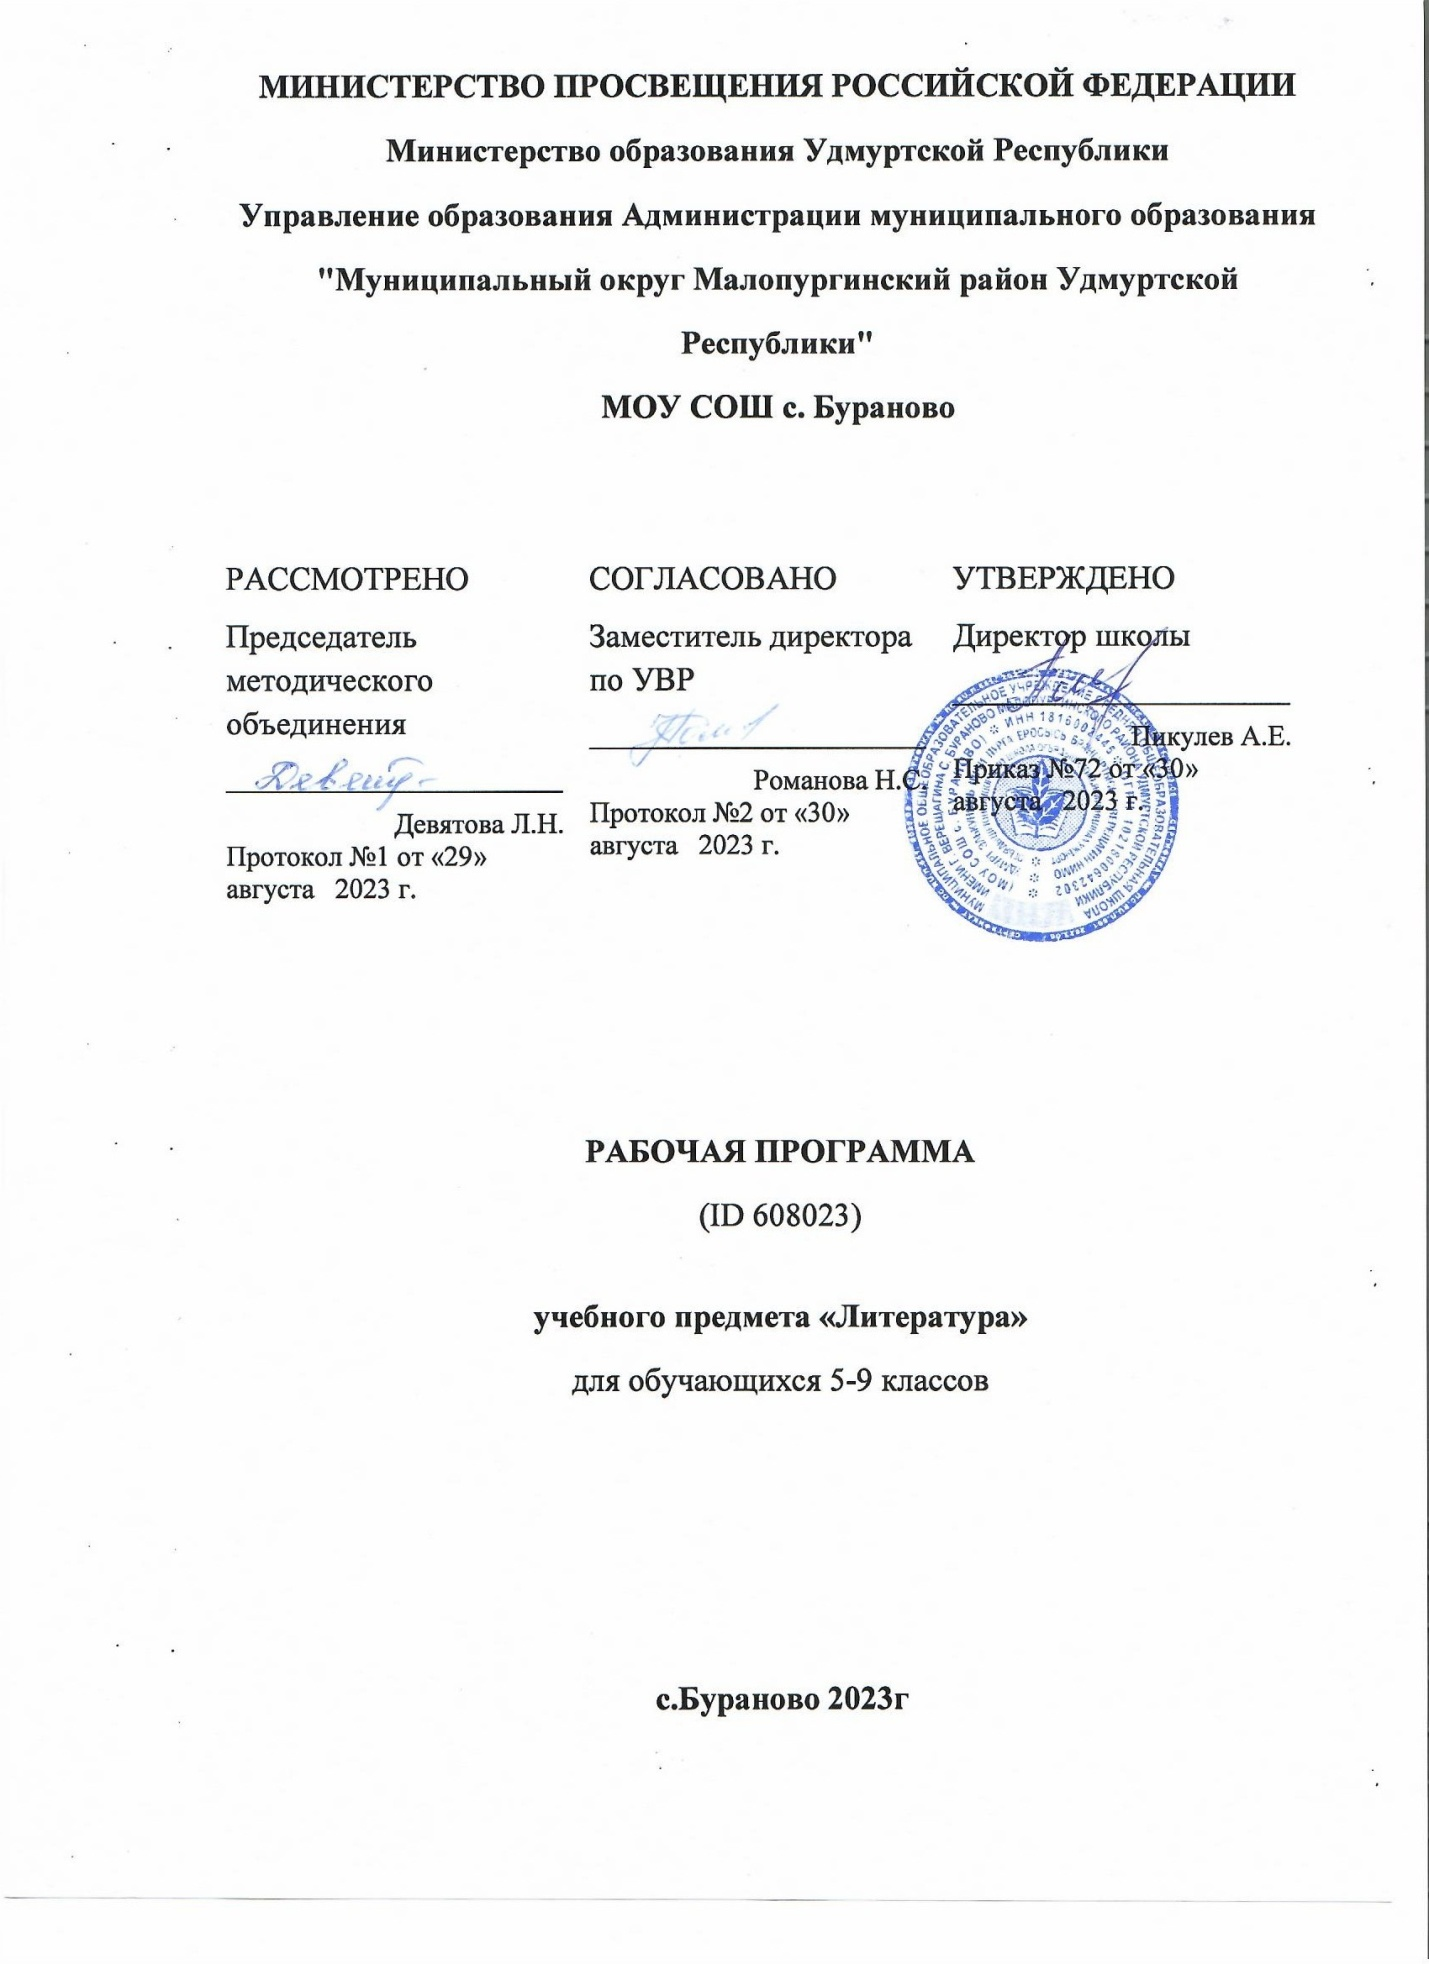 МИНИСТЕРСТВО ПРОСВЕЩЕНИЯ РОССИЙСКОЙ ФЕДЕРАЦИИ
Министерство образования Удмуртской Республики
Управление образования Администрации муниципального образования
"Муниципальный округ Малопургинский район Удмуртской
Республики"
МОУ СОШ с. Бураново
РАССМОТРЕНО
Председатель
методического
объединения
Девятова Л.Н.
Протокол №1 от «29»
августа 2023 г.
СОГЛАСОВАНО
Заместитель директора
по УВР
Романова Н.С.
Протокол №2 от «30»
августа 2023 г.
УТВЕРЖДЕНО
Директор школы
Пикулев А.Е.
Приказ №72 от «30»
августа 2023 г.
РАБОЧАЯ ПРОГРАММА
(ID 608023)
учебного предмета «Литература»
для обучающихся 5-9 классов
с.Бураново 2023г